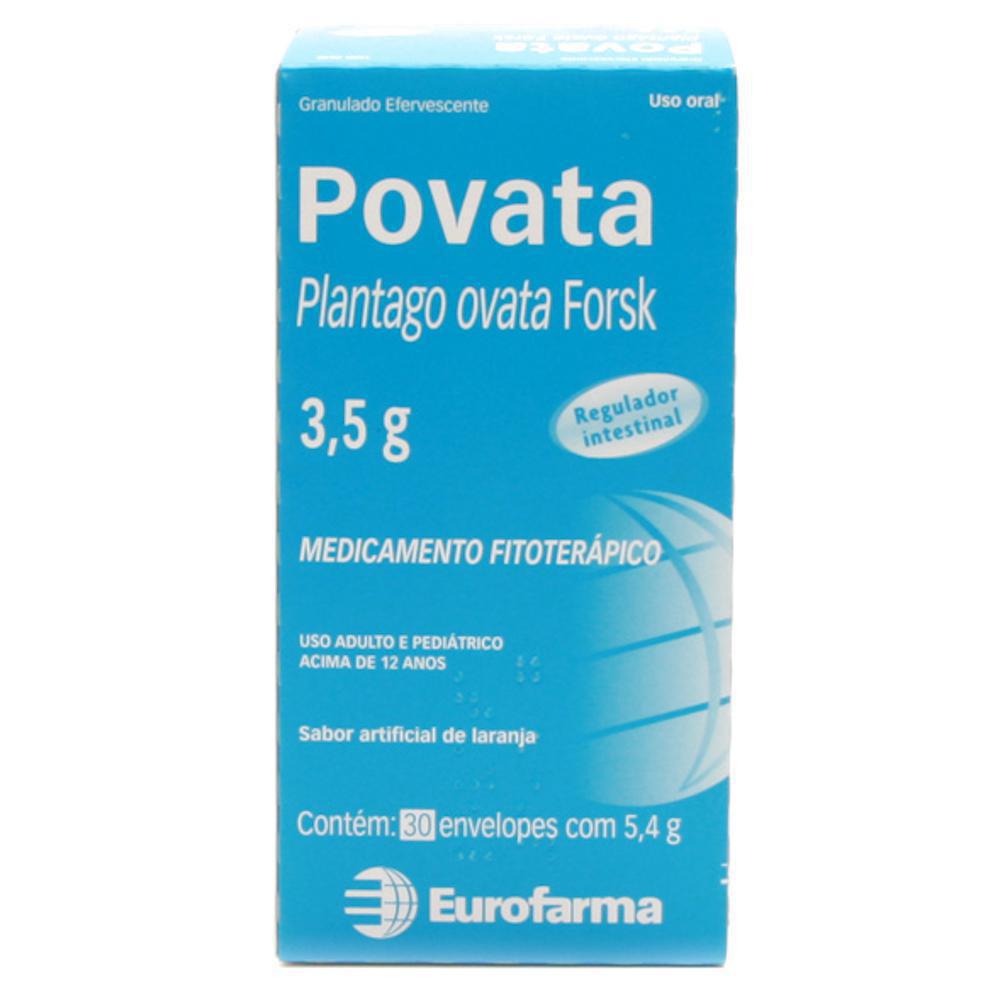 Povata
Granulado Efervescente
Uso oral
Povata
Plantago ovata Forsk
3,5 g
Regulador
intestinal
MEDICAMENTO FITOTERÁPICO
USO ADULTO E PEDIÁTRICO
ACIMA DE 12 ANOS
Sabor artificial de laranja
Contém: 30 envelopes com 5,4 g
Eurofarma